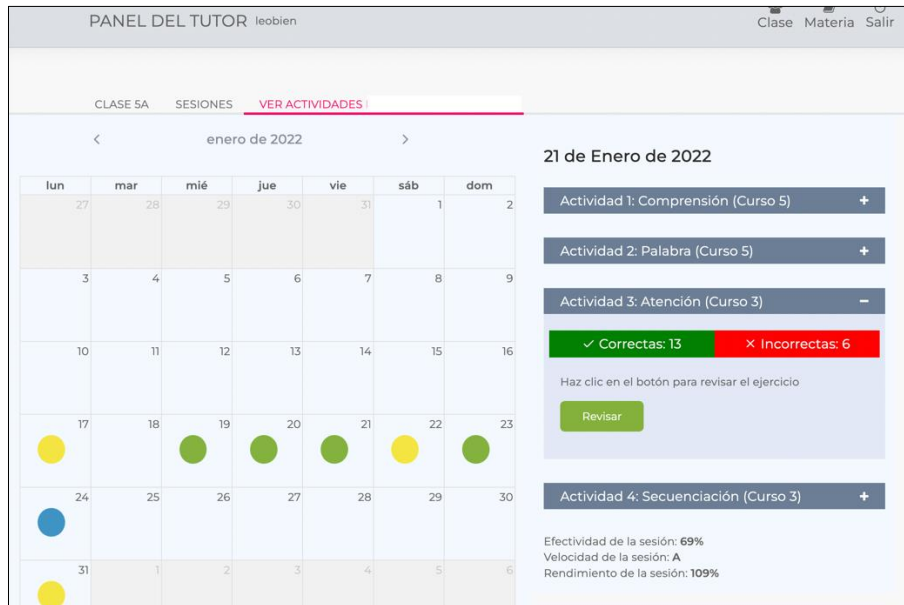 PANEL DEL TUTOR leobien
Clase Materia Salir
CLASE 5A SESIONES VER ACTIVIDADES
< enero de 2022 >
lun mar mié jue vie sáb dom
27 28 29 30 31 1 2
3 4 5 6 7 8 9
10 11 12 13 14 15 16
17 18 19 20 21 22 23
24 25 26 27 28 29 30
31 1 2 3 4 5 6
21 de Enero de 2022
Actividad 1: Comprensión (Curso 5) +
Actividad 2: Palabra (Curso 5) +
Actividad 3: Atención (Curso 3) −
✓ Correctas: 13 × Incorrectas: 6
Haz clic en el botón para revisar el ejercicio
Revisar
Actividad 4: Secuenciación (Curso 3) +
Efectividad de la sesión: 69%
Velocidad de la sesión: A
Rendimiento de la sesión: 109%